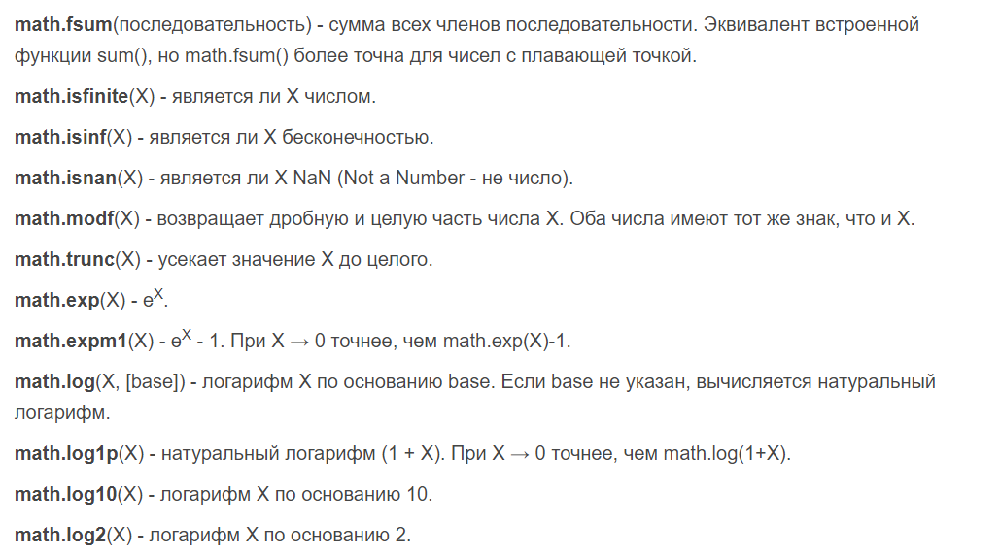 math.fsum(последовательность) - сумма всех членов последовательности. Эквивалент встроенной
функции sum(), но math.fsum() более точна для чисел с плавающей точкой.
math.isfinite(X) - является ли X числом.
math.isinf(X) - является ли X бесконечностью.
math.isnan(X) - является ли X NaN (Not a Number - не число).
math.modf(X) - возвращает дробную и целую часть числа X. Оба числа имеют тот же знак, что и X.
math.trunc(X) - усекает значение X до целого.
math.exp(X) - e^X.
math.expm1(X) - e^X - 1. При X → 0 точнее, чем math.exp(X)-1.
math.log(X, [base]) - логарифм X по основанию base. Если base не указан, вычисляется натуральный
логарифм.
math.log1p(X) - натуральный логарифм (1 + X). При X → 0 точнее, чем math.log(1+X).
math.log10(X) - логарифм X по основанию 10.
math.log2(X) - логарифм X по основанию 2.